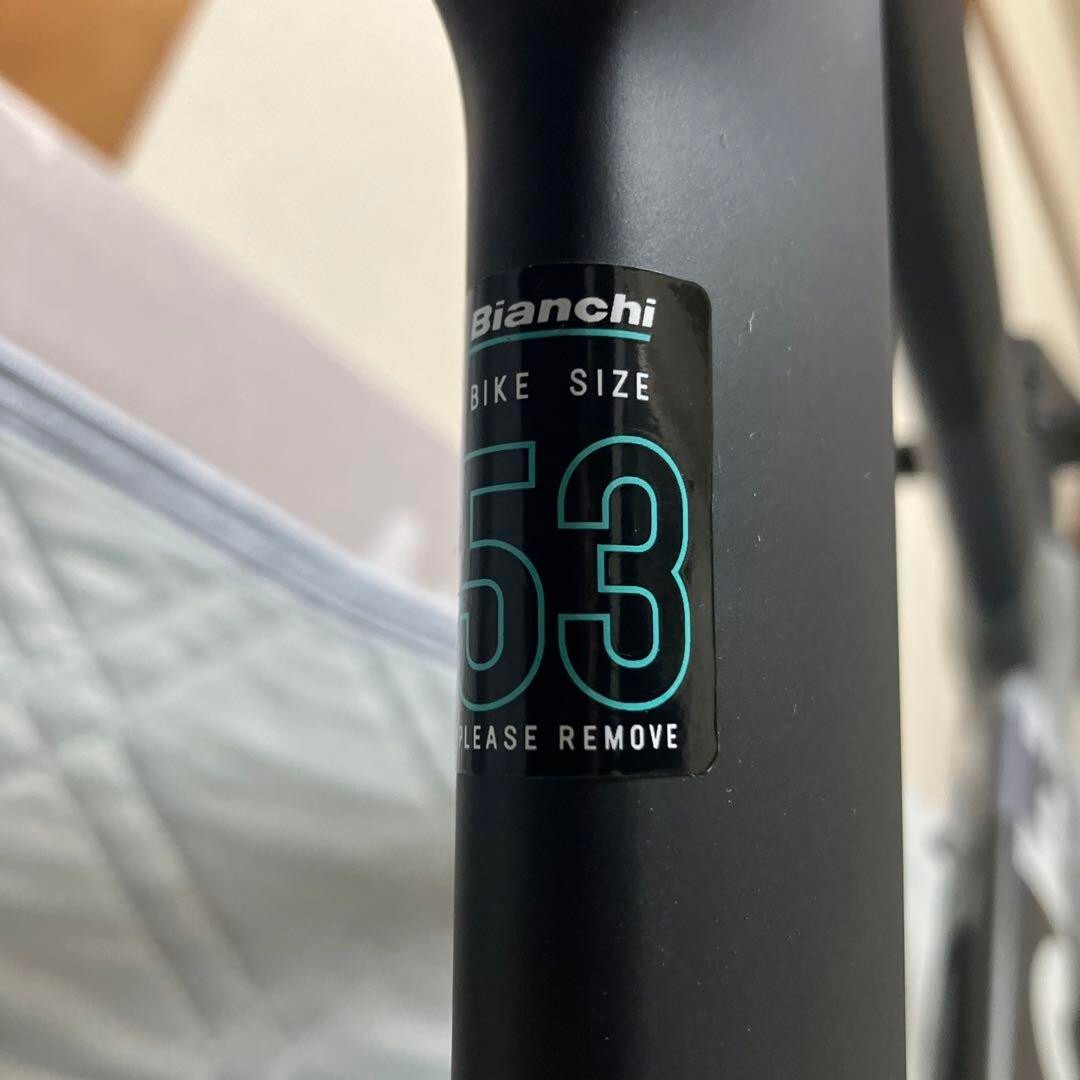 Bianchi
BIKE SIZE
53
PLEASE REMOVE